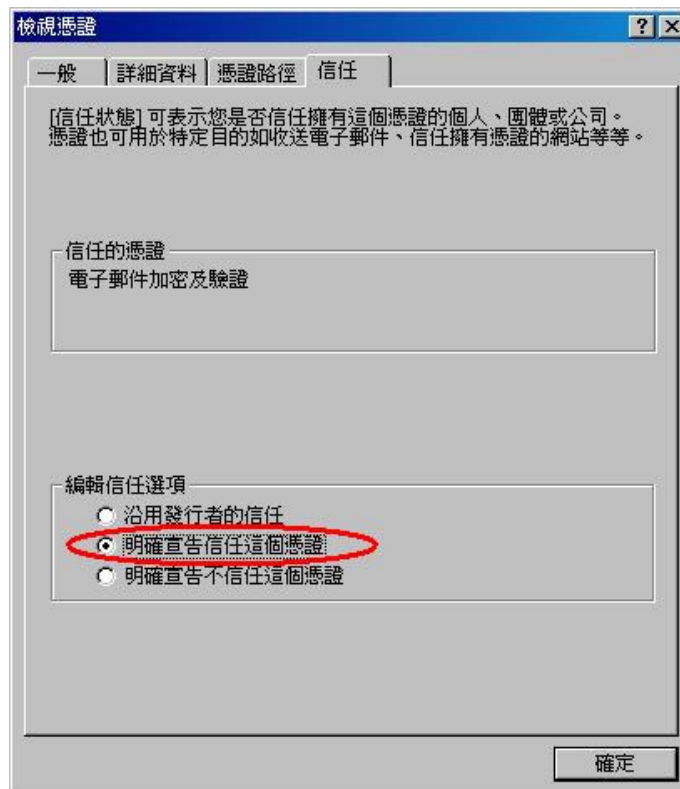 檢視憑證
一般 詳細資料 憑證路徑 信任
[信任狀態] 可表示您是否信任擁有這個憑證的個人、團體或公司。
憑證也可用於特定目的如收送電子郵件、信任擁有憑證的網站等等。
信任的憑證
電子郵件加密及驗證
編輯信任選項
沿用發行者的信任
明確宣告信任這個憑證
明確宣告不信任這個憑證
確定